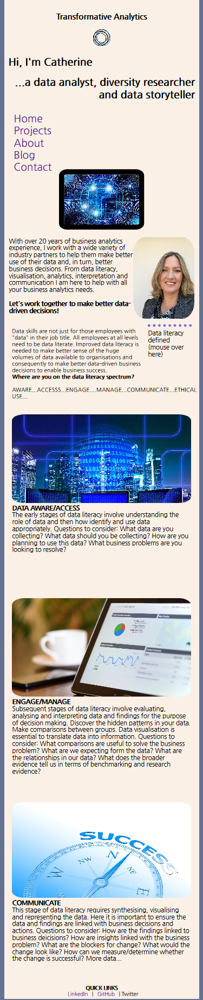 Transformative Analytics
Hi, I'm Catherine
...a data analyst, diversity researcher
and data storyteller
Home
Projects
About
Blog
Contact
With over 20 years of business analytics
experience, I work with a wide variety of
industry partners to help them make better
use of their data and, in turn, better
business decisions. From data literacy,
visualisation, analytics, interpretation and
communication I am here to help with all
your business analytics needs.
Let's work together to make better data-
driven decisions!
Data literacy
defined
(mouse over
here)
Data skills are not just for those employees with
"data" in their job title. All employees at all levels
need to be data literate. Improved data literacy is
needed to make better sense of the huge
volumes of data available to organisations and
consequently to make better data-driven business
decisions to enable business success.
Where are you on the data literacy spectrum?
AWARE...ACCESSS...ENGAGE....MANAGE...COMMUNICATE...ETHICAL
USE...
DATA AWARE/ACCESS
The early stages of data literacy involve understanding the
role of data and then how identify and use data
appropriately. Questions to consider: What data are you
collecting? What data should you be collecting? How are you
planning to use this data? What business problems are you
looking to resolve?
ENGAGE/MANAGE
Subsequent stages of data literacy involve evaluating,
analysing and interpreting data and findings for the purpose
of decision making. Discover the hidden patterns in your data.
Make comparisons between groups. Data visualisation is
essential to translate data into information. Questions to
consider: What comparisons are useful to solve the business
problem? What are we expecting form the data? What are
the relationships in our data? What does the broader
evidence tell us in terms of benchmarking and research
evidence?
SUCCESS
NW
N
NE
W
E
COMMUNICATE
This stage of data literacy requires synthesising, visualising
and representing the data. Here it is important to ensure the
data and findings are linked with business decisions and
actions. Questions to consider: How are the findings linked to
business deicisions? How are insights linked with the business
problem? What are the blockers for change? What would the
change look like? How can we measure/determine whether
the change is successful? More data...
QUICK LINKS
LinkedIn | GitHub | Twitter